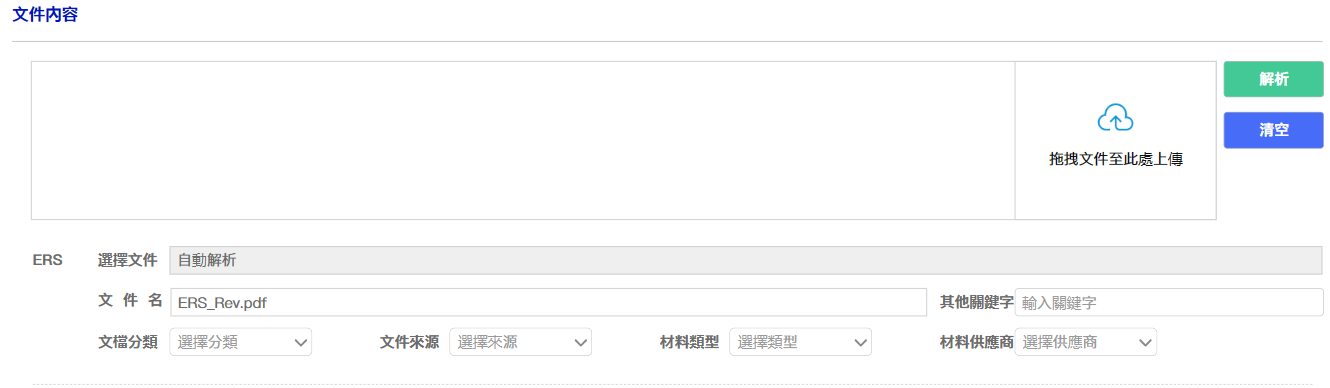 文件內容
解析
清空
拖拽文件至此處上傳
ERS 選擇文件 自動解析
文 件 名 ERS_Rev.pdf 其他關鍵字 輸入關鍵字
文檔分類 選擇分類 文件來源 選擇來源 材料類型 選擇類型 材料供應商 選擇供應商